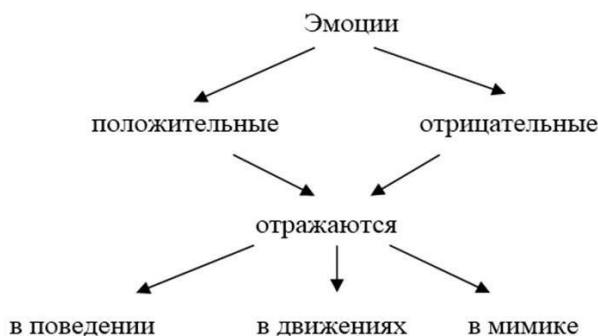 Эмоции
положительные отрицательные
отражаются
в поведении в движениях в мимике